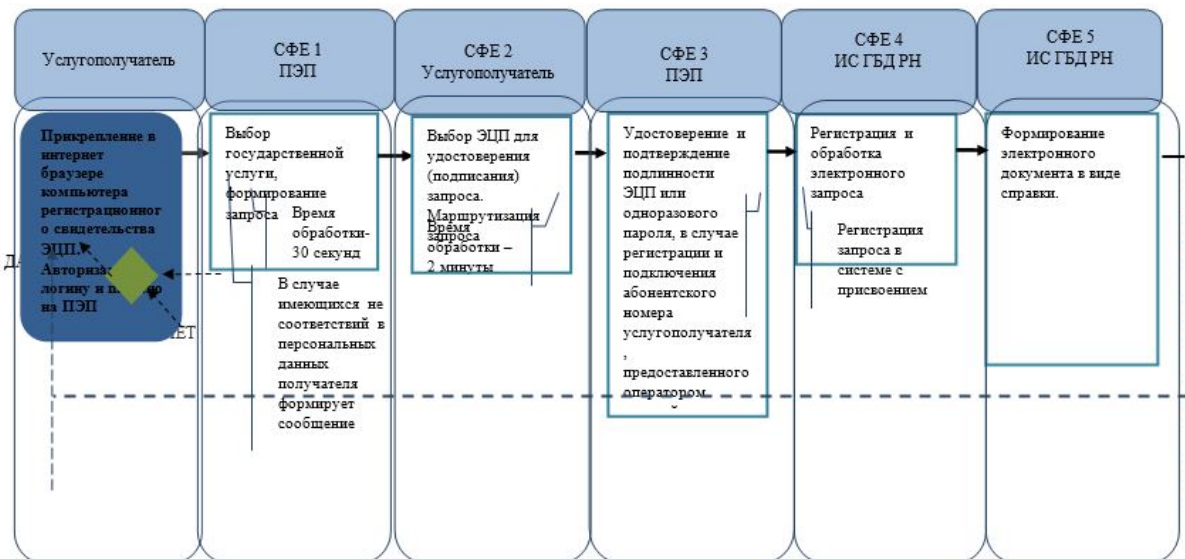 Услугополучатель
СФЕ 1
ПЭП
СФЕ 2
Услугополучатель
СФЕ 3
ПЭП
СФЕ 4
ИС ГБД РН
СФЕ 5
ИС ГБД РН
Прикрепление в
интернет
браузере
компьютера
регистрационног
о свидетельства
ЭЦП.
логину и
на ПЭП
Выбор
государственной
услуги,
формирование
запроса
Время
обработки-
30 секунд
В случае
имеющихся не
соответствий в
персональных
данных
получателя
формирует
сообщение
Выбор ЭЦП для
удостоверения
(подписания)
запроса.
Маршрутизация
запроса
Время
обработки –
2 минуты
Удостоверение и
подтверждение
подлинности
ЭЦП или
одноразового
пароля, в случае
регистрации и
подключения
абонентского
номера
услугополучателя
,
предоставленного
оператором
Регистрация и
обработка
электронного
запроса
Регистрация
запроса в
системе с
присвоением
Формирование
электронного
документа в виде
справки.